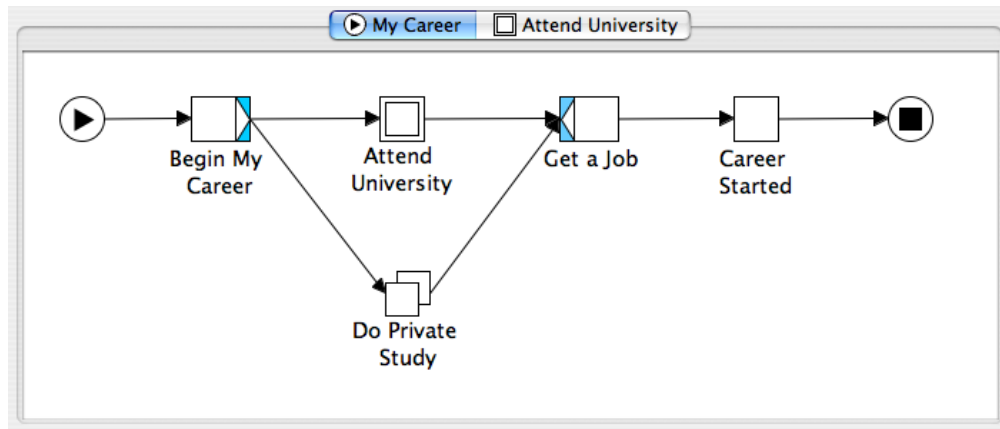 My Career
Attend University
Begin My
Career
Attend
University
Get a Job
Career
Started
Do Private
Study